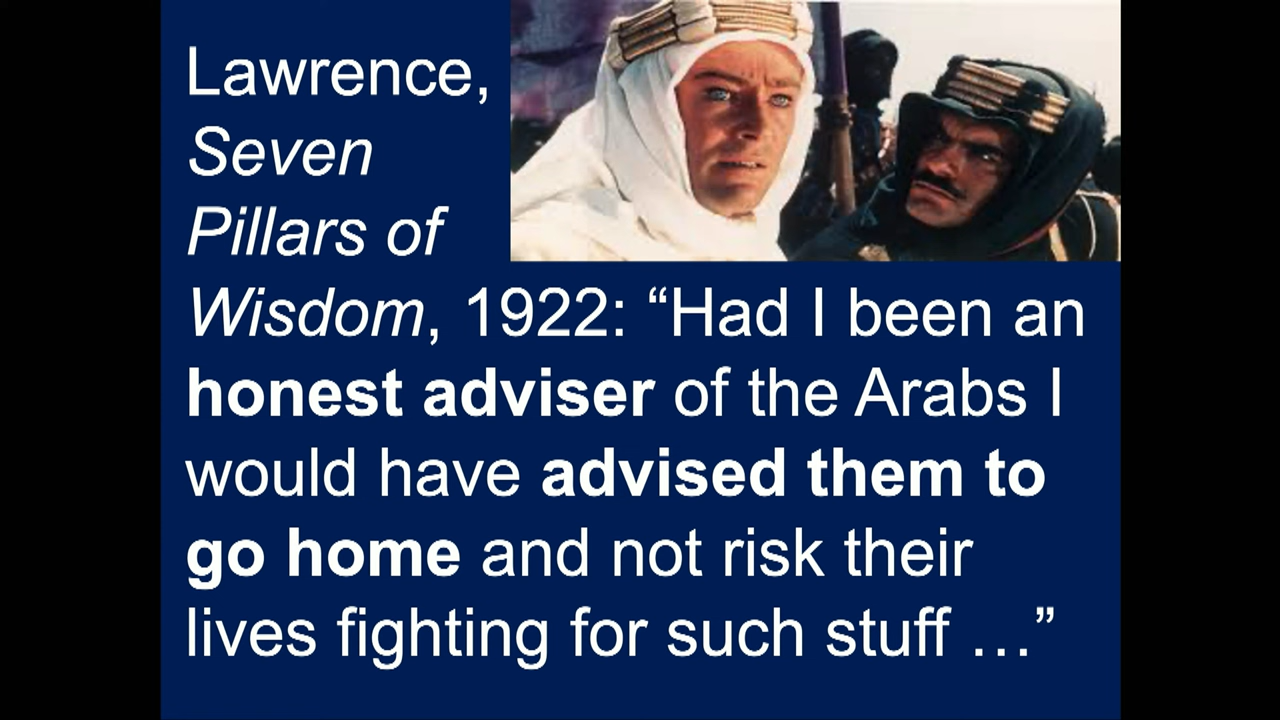 Lawrence,
Seven
Pillars of
Wisdom, 1922: “Had I been an
honest adviser of the Arabs I
would have advised them to
go home and not risk their
lives fighting for such stuff …”